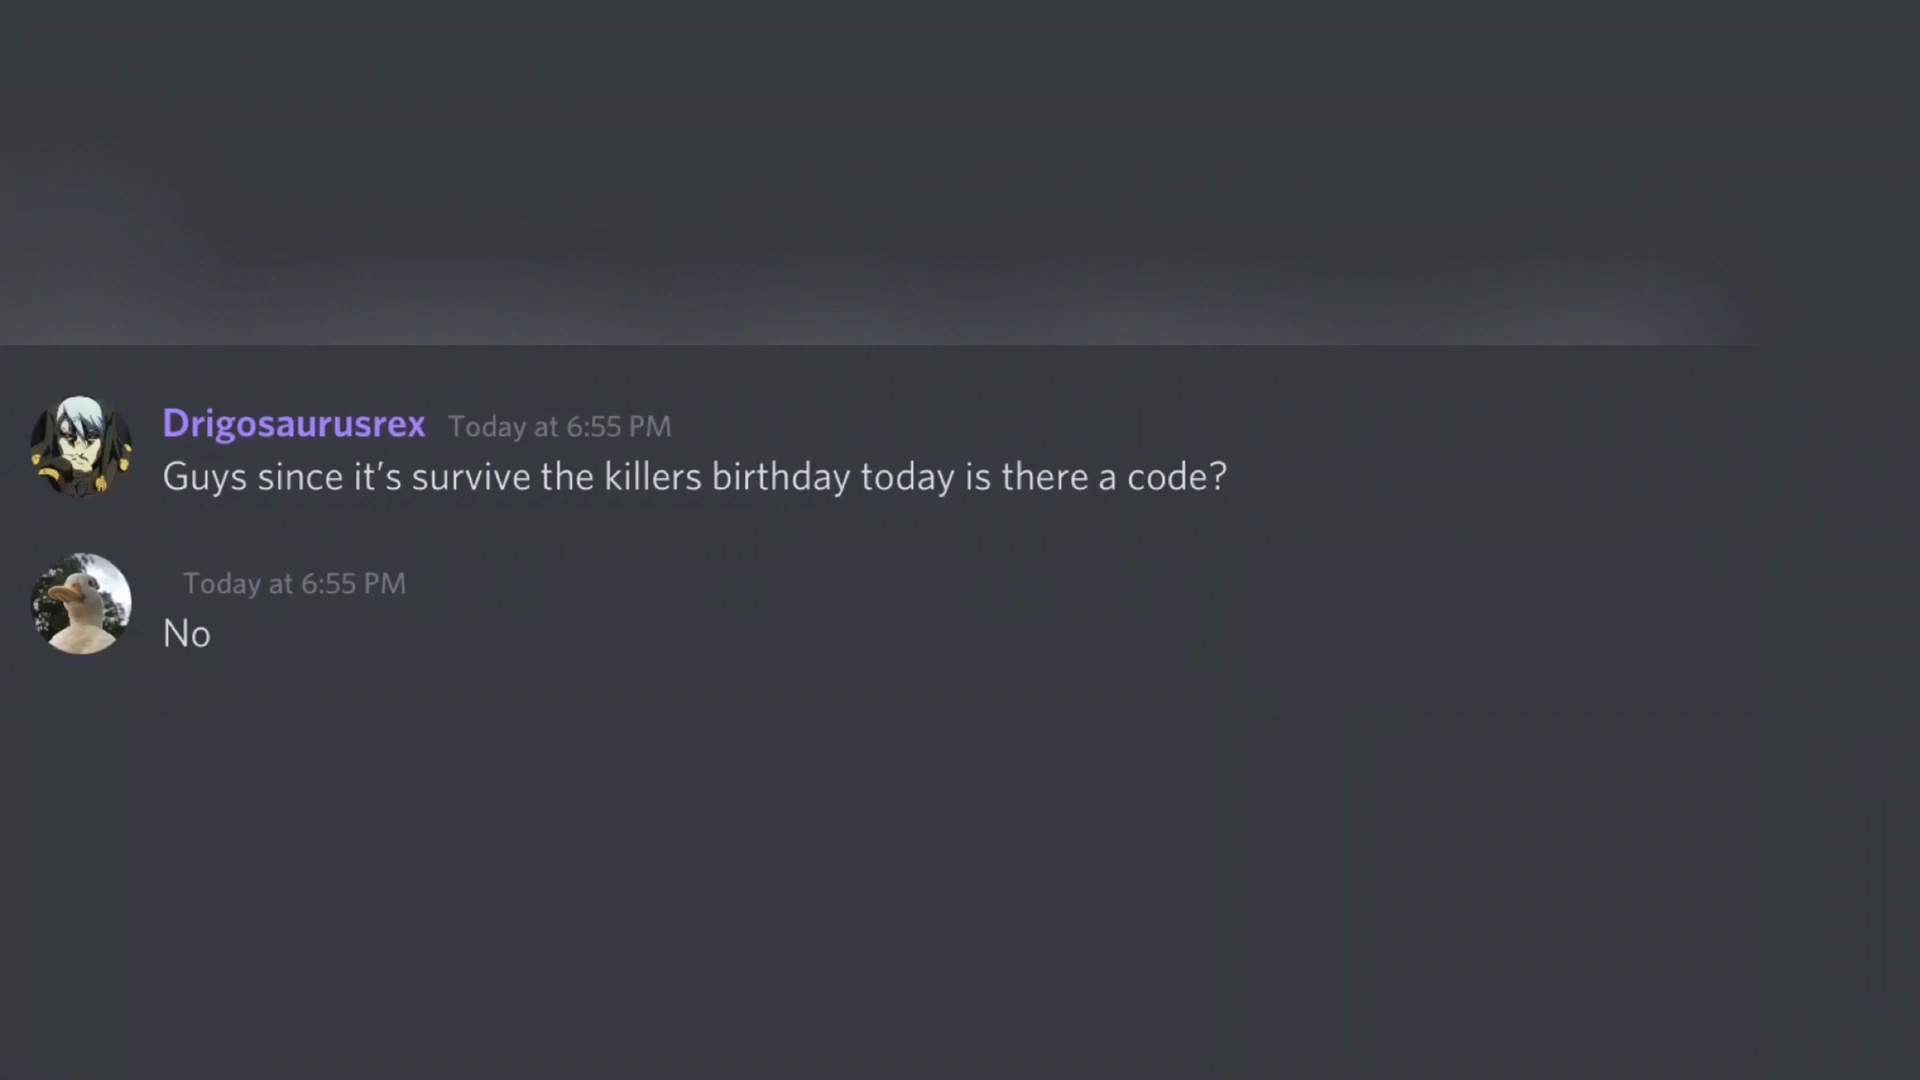 Drigosaurusrex Today at 6:55 PM
Guys since it’s survive the killers birthday today is there a code?
Today at 6:55 PM
No